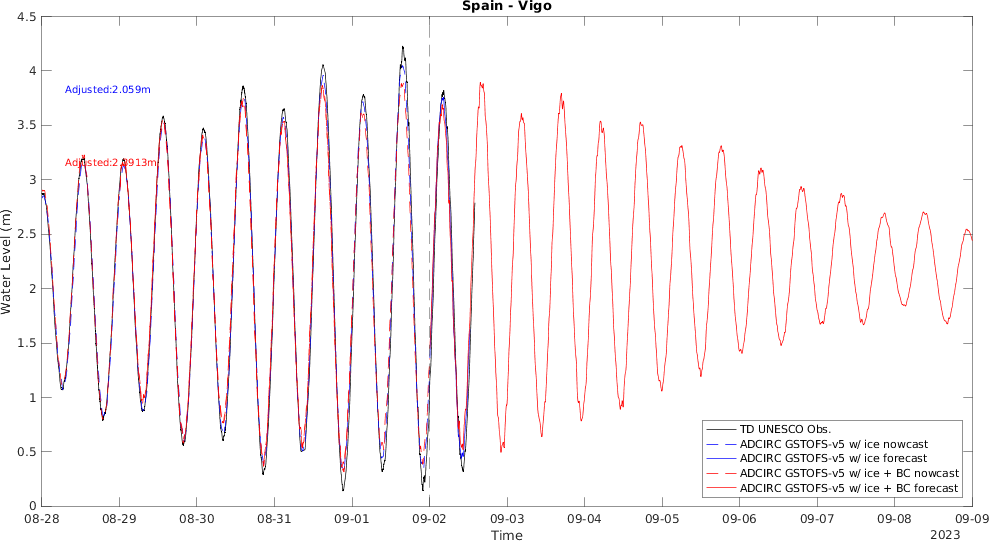 Spain - Vigo
4.5
4
3.5
3
2.5
2
1.5
1
0.5
0
Water Level (m)
Adjusted:2.059m
Adjusted:2.0913m
TD UNESCO Obs.
ADCIRC GSTOFS-v5 w/ ice nowcast
ADCIRC GSTOFS-v5 w/ ice forecast
ADCIRC GSTOFS-v5 w/ ice + BC nowcast
ADCIRC GSTOFS-v5 w/ ice + BC forecast
08-28 08-29 08-30 08-31 09-01 09-02 09-03 09-04 09-05 09-06 09-07 09-08 09-09
Time
2023